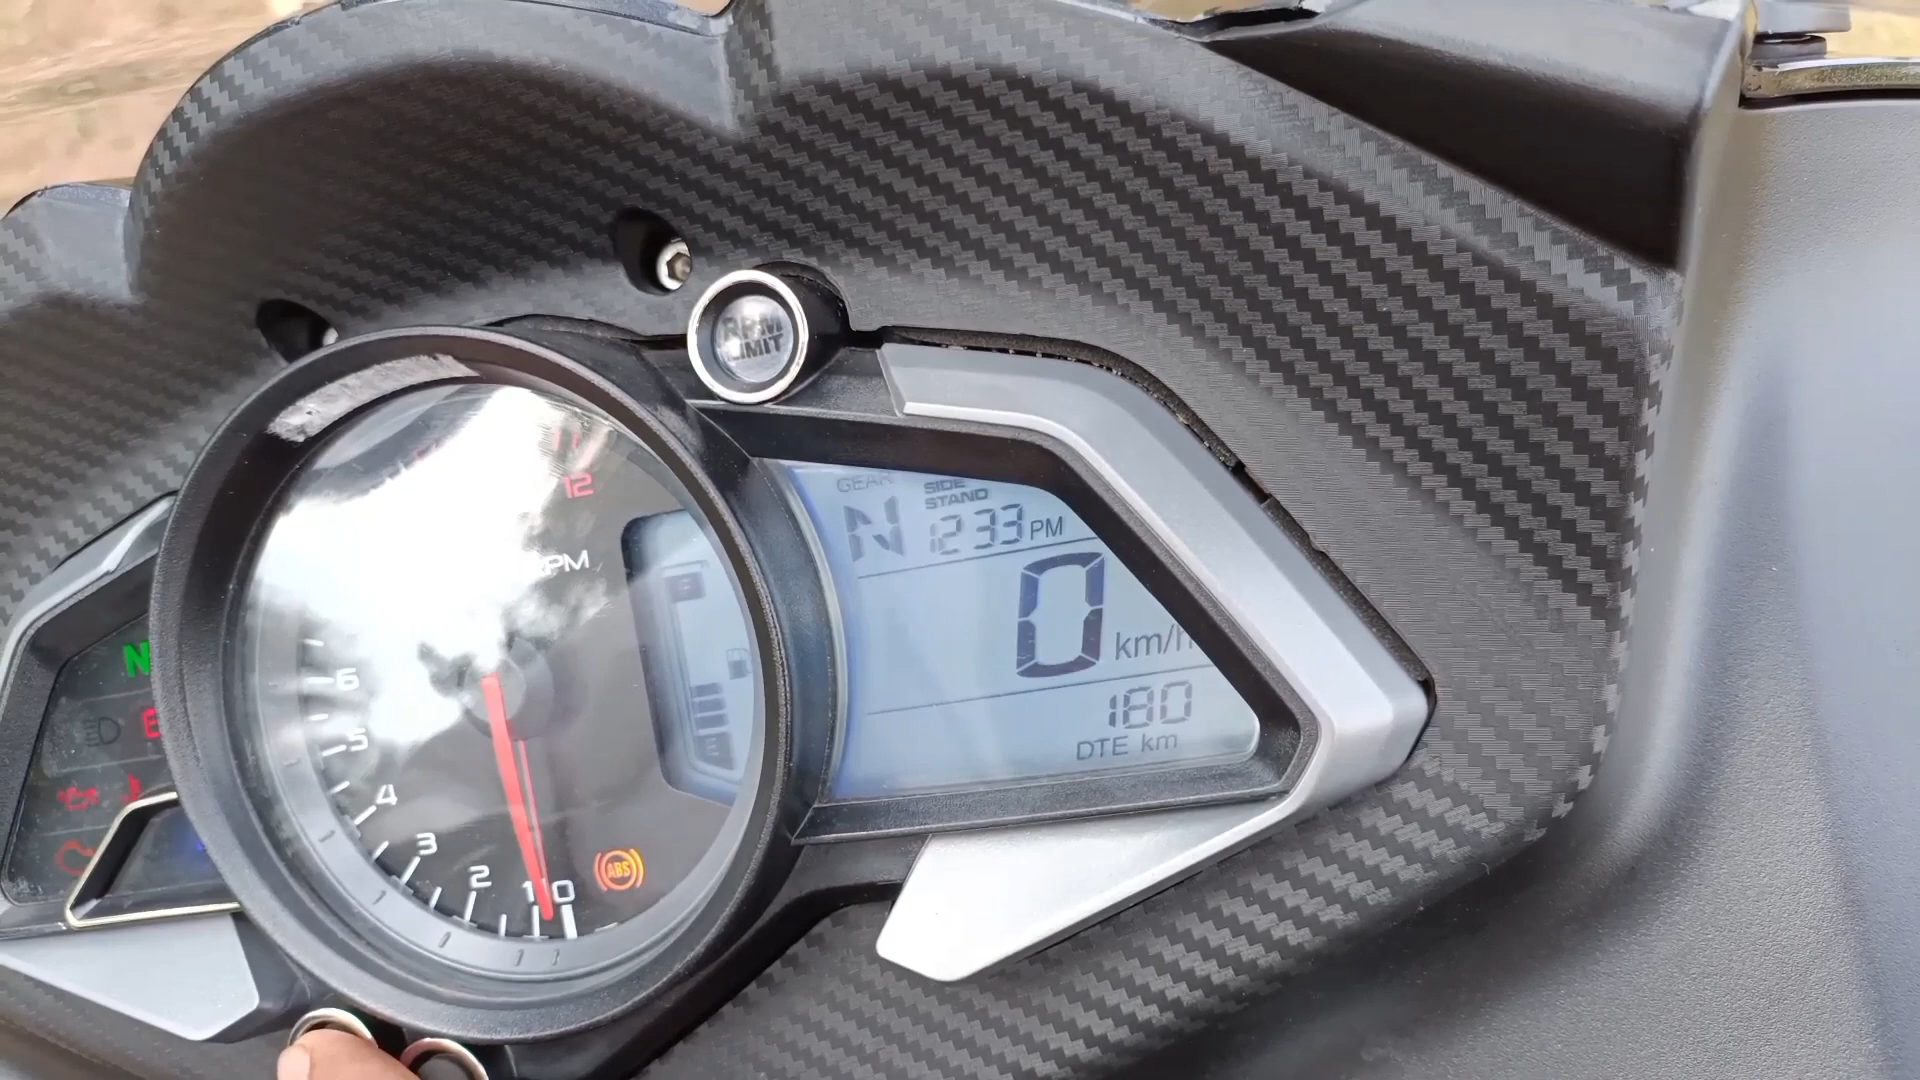 RPM
LIMIT
GEAR
SIDE
STAND
N
12 33 PM
0
km/h
180
DTE km
12
RPM
6
5
4
3
2
1
0
ABS
N